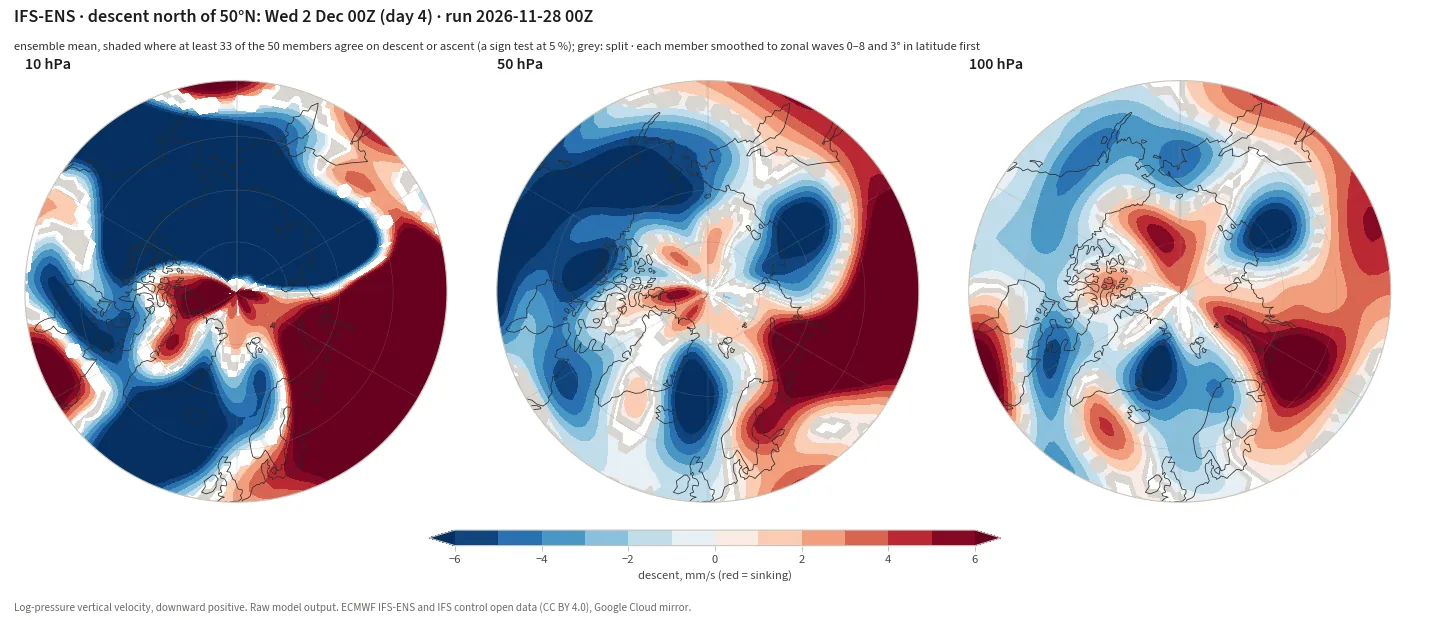 IFS-ENS · descent north of 50°N: Wed 2 Dec 00Z (day 4) · run 2026-11-28 00Z
ensemble mean, shaded where at least 33 of the 50 members agree on descent or ascent (a sign test at 5 %); grey: split · each member smoothed to zonal waves 0–8 and 3° in latitude first
10 hPa
50 hPa
100 hPa
−6 −4 −2 0 2 4 6
descent, mm/s (red = sinking)
Log-pressure vertical velocity, downward positive. Raw model output. ECMWF IFS-ENS and IFS control open data (CC BY 4.0), Google Cloud mirror.